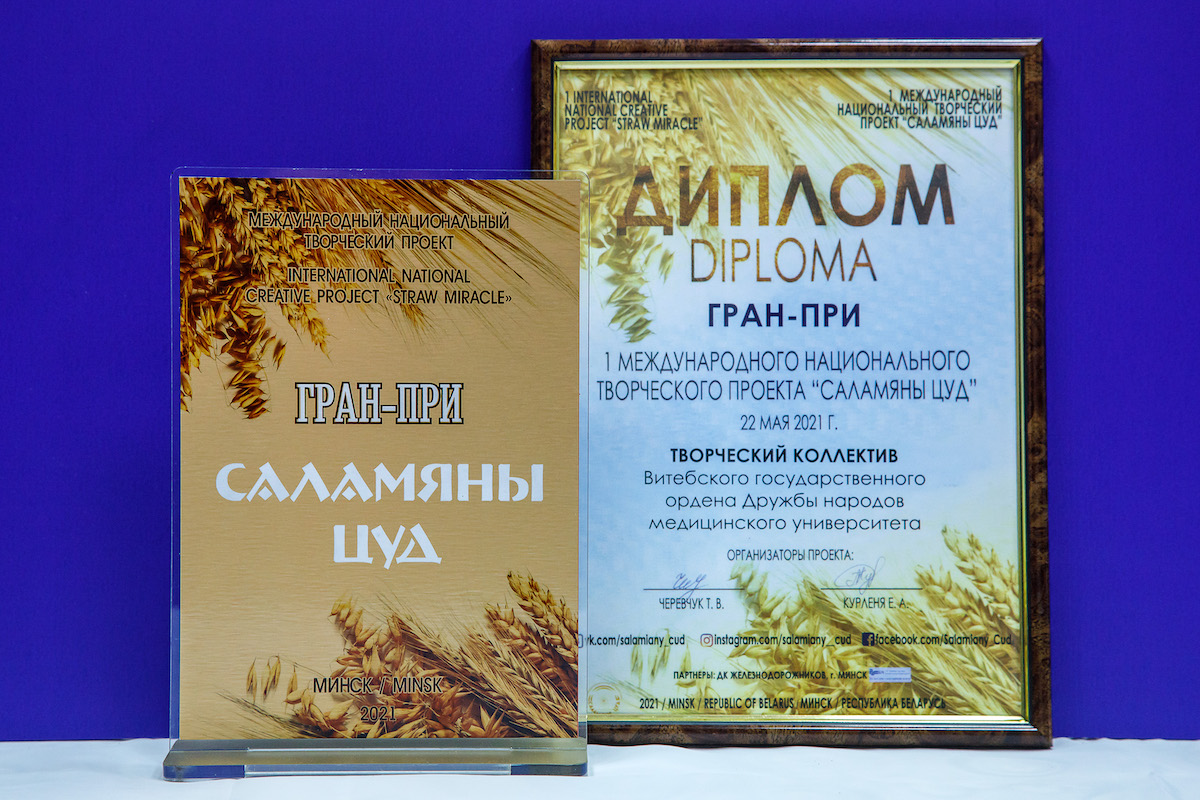 МЕЖДУНАРОДНЫЙ НАЦИОНАЛЬНЫЙ
ТВОРЧЕСКИЙ ПРОЕКТ
INTERNATIONAL NATIONAL
CREATIVE PROJECT «STRAW MIRACLE»
ГРАН-ПРИ
САЛАМЯНЫ
ЦУД
МИНСК / MINSK
2021
1 INTERNATIONAL
NATIONAL CREATIVE
PROJECT "STRAW MIRACLE"
1 МЕЖДУНАРОДНЫЙ
НАЦИОНАЛЬНЫЙ ТВОРЧЕСКИЙ
ПРОЕКТ "САЛАМЯНЫ ЦУД"
ДИПЛОМ
DIPLOMA
ГРАН-ПРИ
1 МЕЖДУНАРОДНОГО НАЦИОНАЛЬНОГО
ТВОРЧЕСКОГО ПРОЕКТА "САЛАМЯНЫ ЦУД"
22 МАЯ 2021 Г.
ТВОРЧЕСКИЙ КОЛЛЕКТИВ
Витебского государственного
ордена Дружбы народов
медицинского университета
ОРГАНИЗАТОРЫ ПРОЕКТА:
ЧЕРЕВЧУК Т. В. КУРЛЕНЯ Е. А.
vk.com/salamiany_cud instagram.com/salamiany_cud facebook.com/Salamiany_Cud
ПАРТНЕРЫ: ДК ЖЕЛЕЗНОДОРОЖНИКОВ, г. МИНСК
2021 / MINSK / REPUBLIC OF BELARUS / МИНСК / РЕСПУБЛИКА БЕЛАРУСЬ